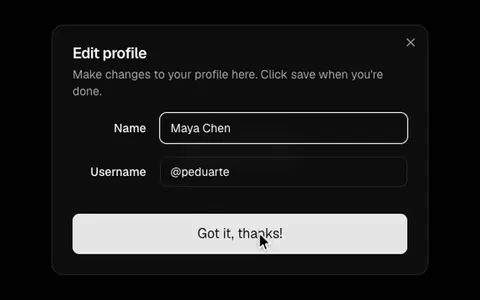 Edit profile
Make changes to your profile here. Click save when you're
done.
Name
Maya Chen
Username
@peduarte
Got it, thanks!